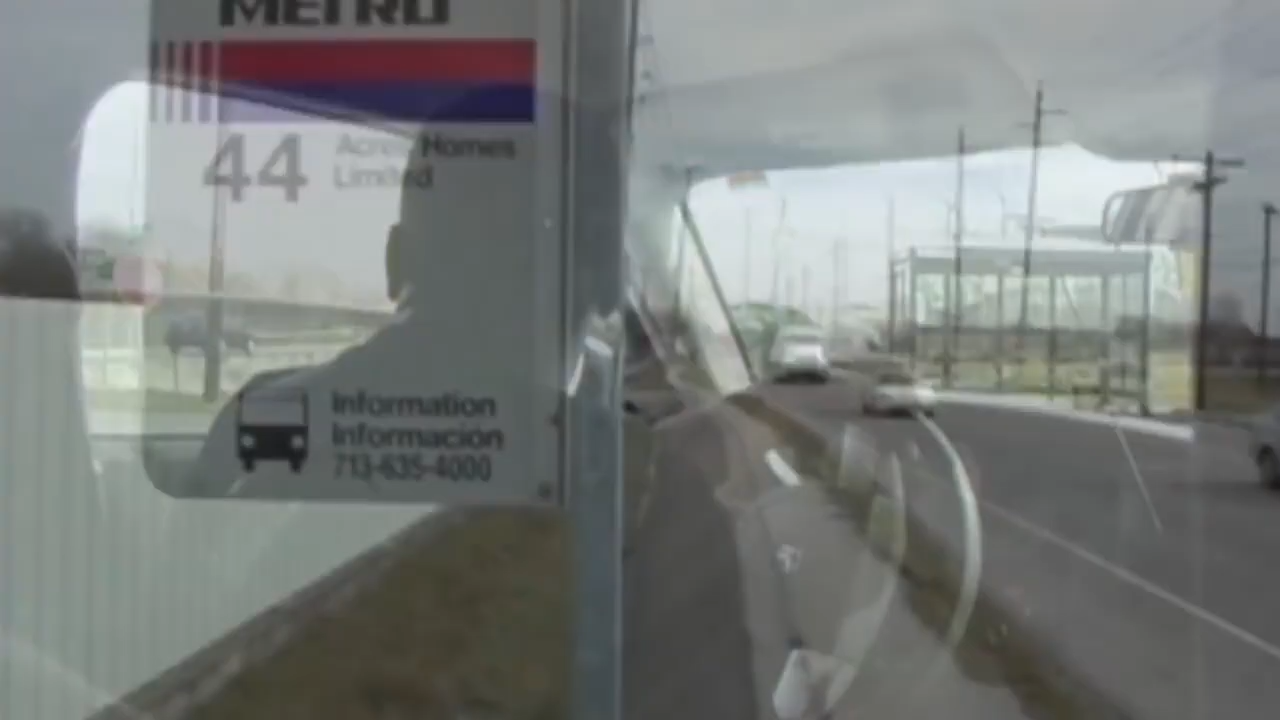 METRO
44
Acres Homes
Limited
Information
Información
713-635-4000